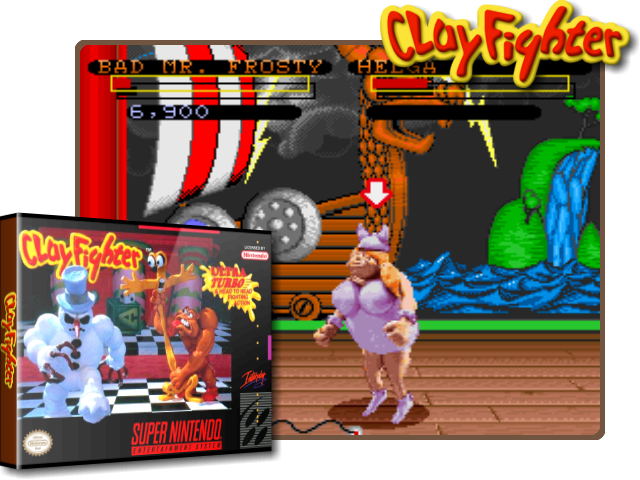 ClayFighter
BAD MR. FROSTY HELGA
6,900
ClayFighter
TM
LICENSED BY
Nintendo
ULTRA
TURBO
A HEAD TO HEAD
FIGHTING
ACTION
ClayFighter
Interplay
SUPER NINTENDO
ENTERTAINMENT SYSTEM